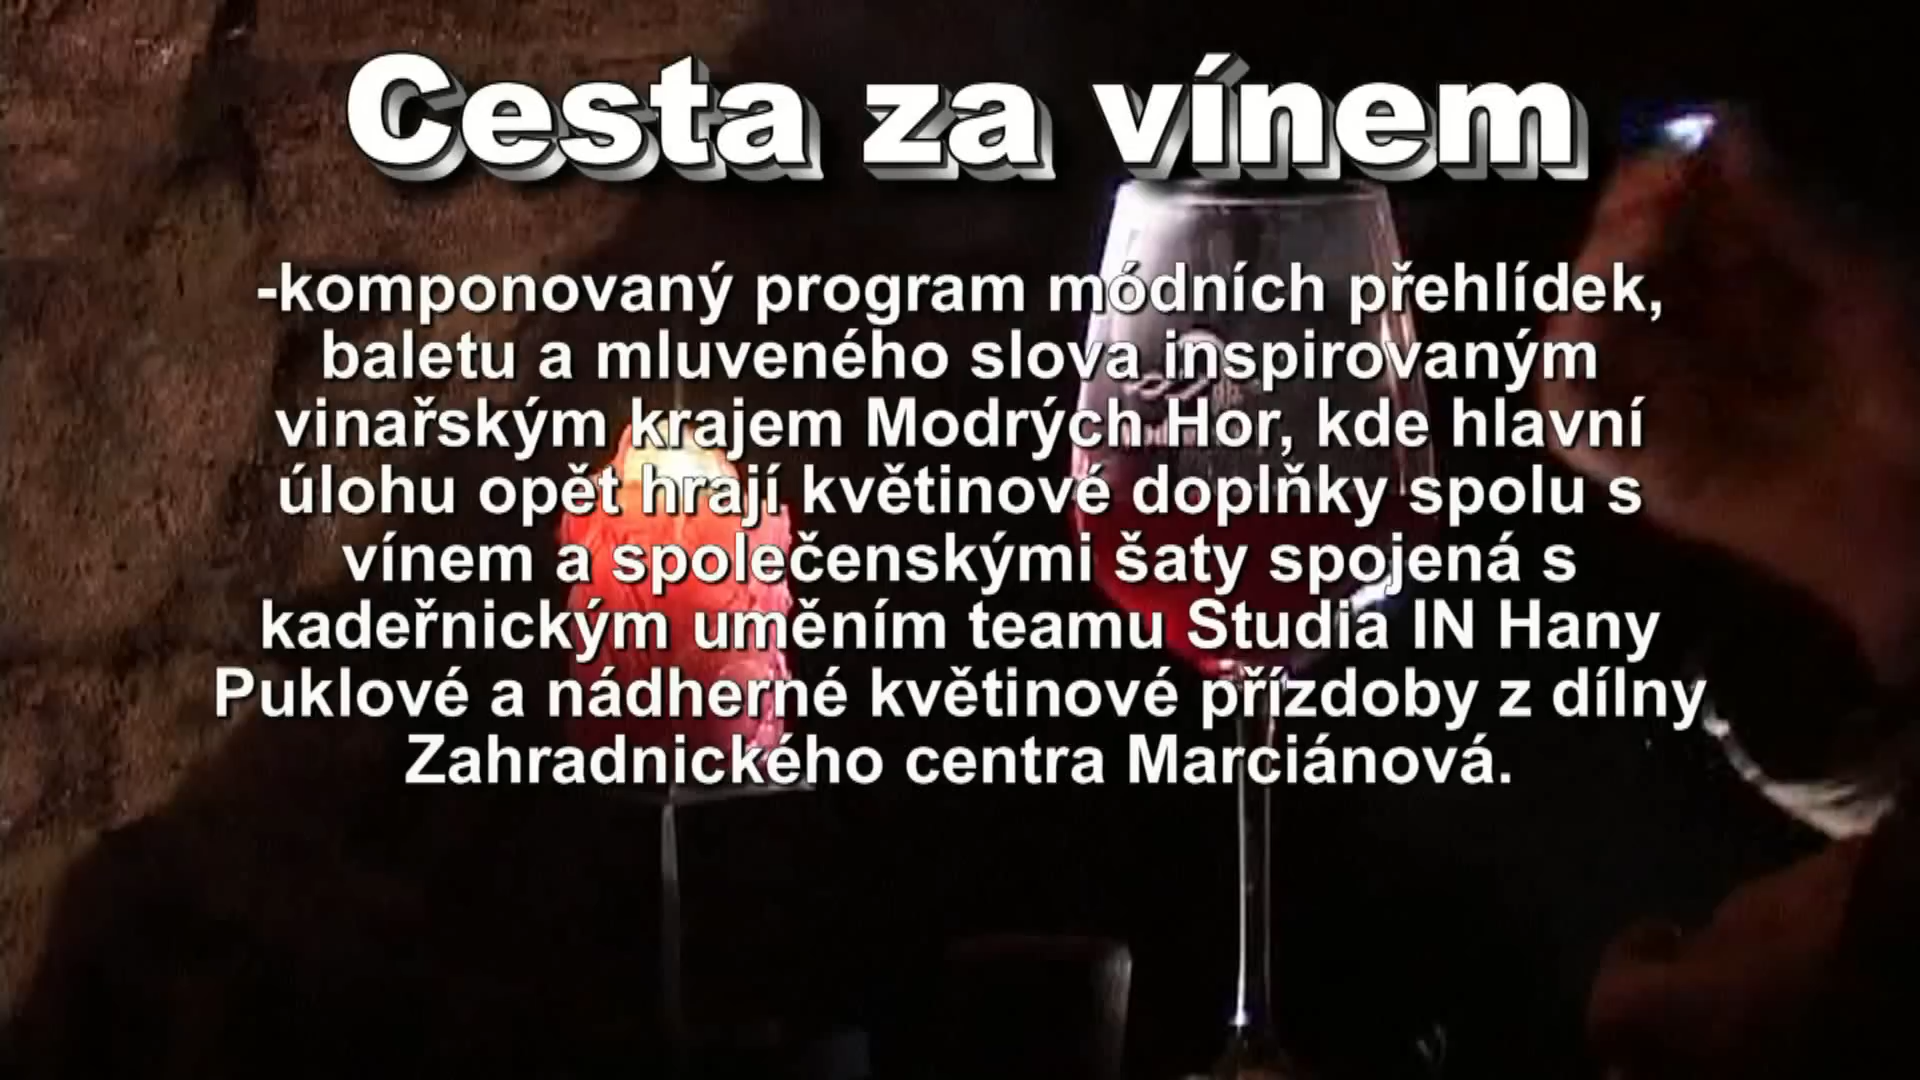 Cesta za vínem
-komponovaný program módních přehlídek,
baletu a mluveného slova inspirovaným
vinařským krajem Modrých Hor, kde hlavní
úlohu opět hrají květinové doplňky spolu s
vínem a společenskými šaty spojená s
kadeřnickým uměním teamu Studia IN Hany
Puklové a nádherné květinové přízdoby z dílny
Zahradnického centra Marciánová.